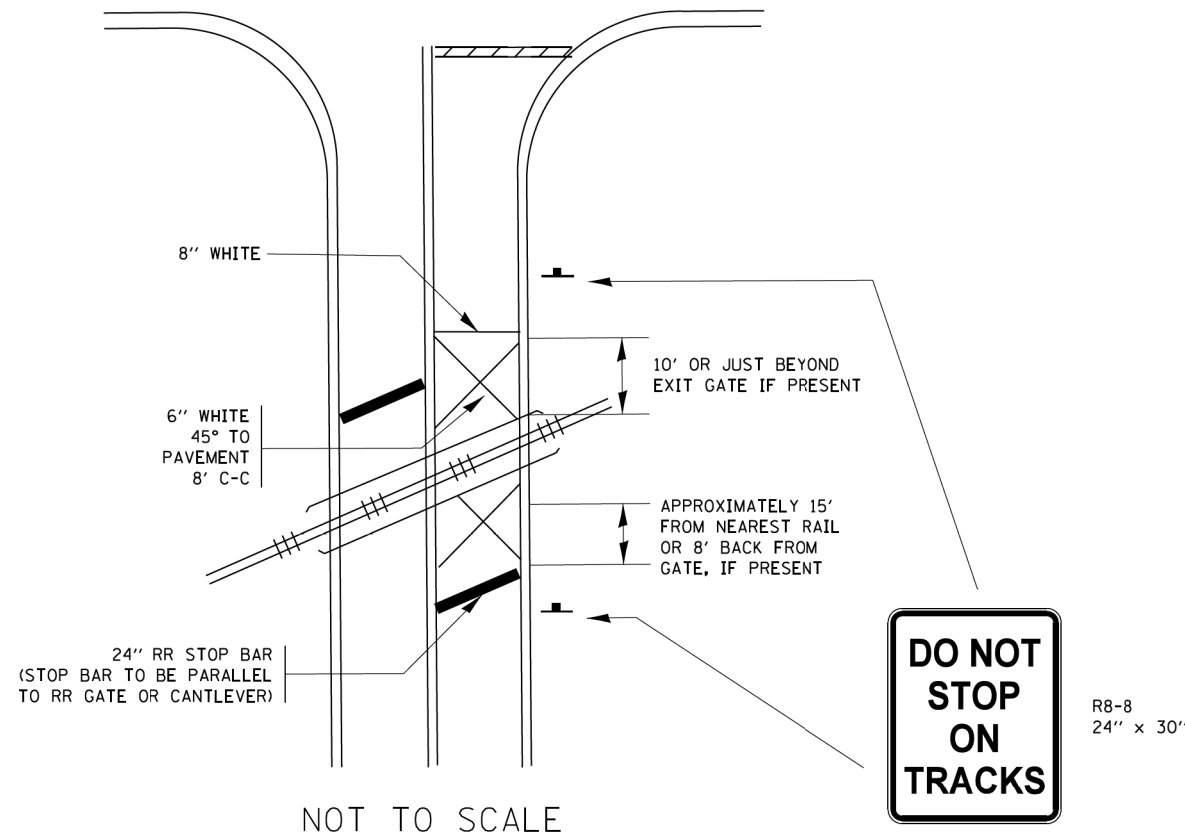 8'' WHITE
10' OR JUST BEYOND
EXIT GATE IF PRESENT
6'' WHITE
45° TO
PAVEMENT
8' C-C
APPROXIMATELY 15'
FROM NEAREST RAIL
OR 8' BACK FROM
GATE, IF PRESENT
24'' RR STOP BAR
(STOP BAR TO BE PARALLEL
TO RR GATE OR CANTLEVER)
DO NOT
STOP
ON
TRACKS
R8-8
24'' x 30''
NOT TO SCALE